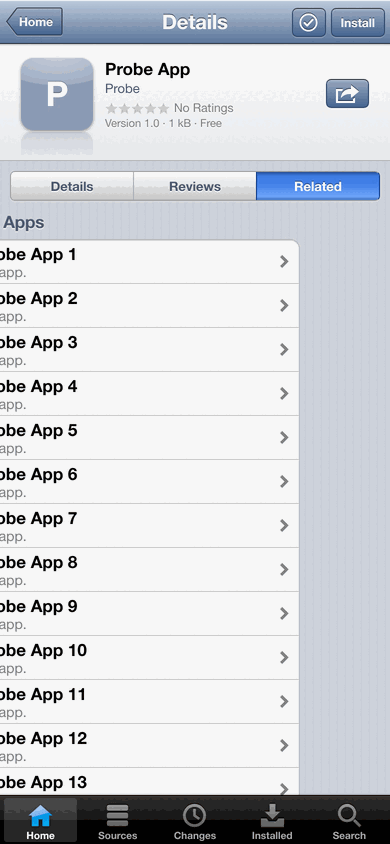 Home
Details
Install
P
Probe App
Probe
No Ratings
Version 1.0 · 1 kB · Free
Details
Reviews
Related
Apps
obe App 1
app.
obe App 2
app.
obe App 3
app.
obe App 4
app.
obe App 5
app.
obe App 6
app.
obe App 7
app.
obe App 8
app.
obe App 9
app.
obe App 10
app.
obe App 11
app.
obe App 12
app.
obe App 13
Home
Sources
Changes
Installed
Search